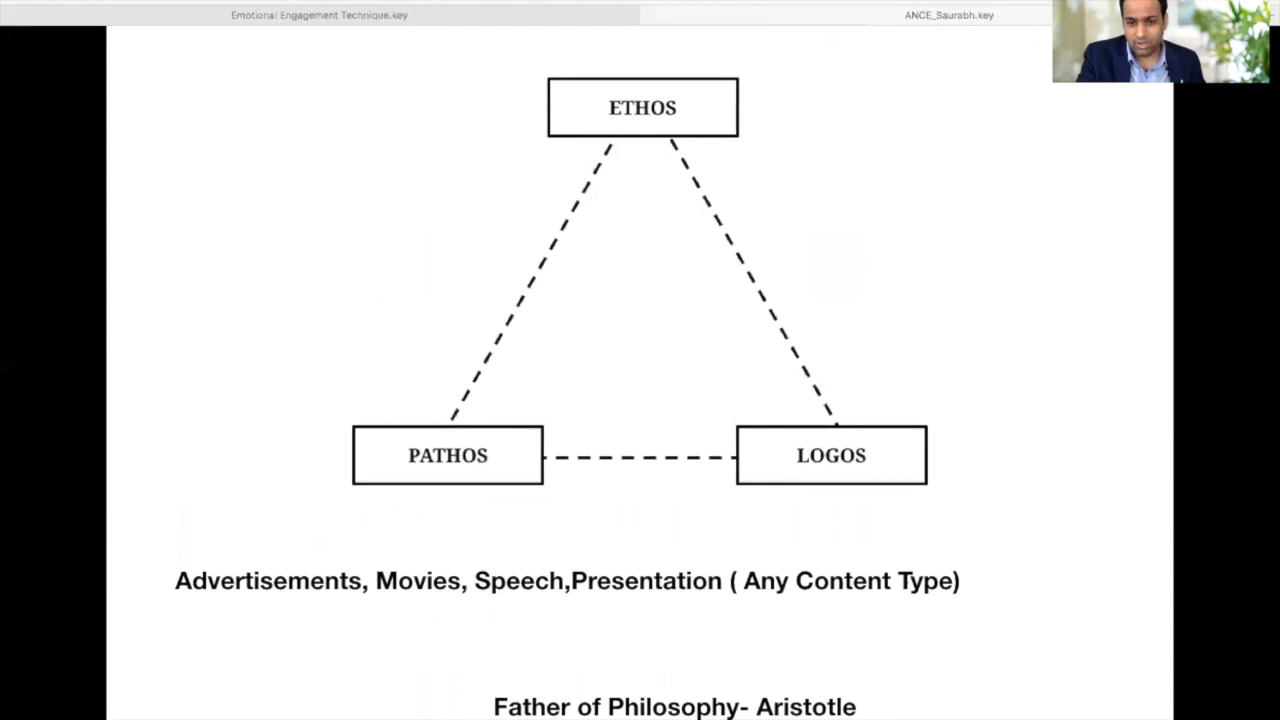 Emotional Engagement Technique.key
ANCE_Saurabh.key
ETHOS
PATHOS
LOGOS
Advertisements, Movies, Speech,Presentation ( Any Content Type)
Father of Philosophy- Aristotle